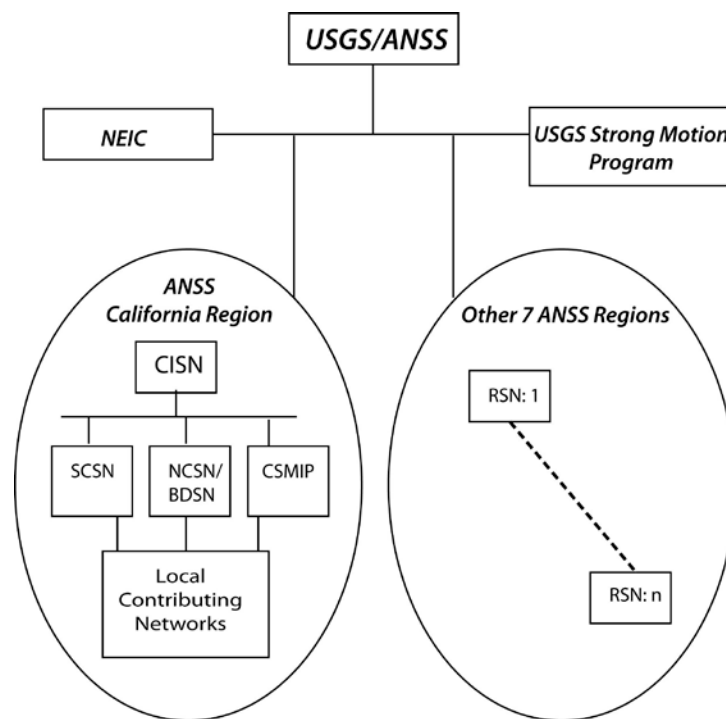 USGS/ANSS
NEIC
USGS Strong Motion
Program
ANSS
California Region
CISN
SCSN
NCSN/
BDSN
CSMIP
Local
Contributing
Networks
Other 7 ANSS Regions
RSN: 1
RSN: n